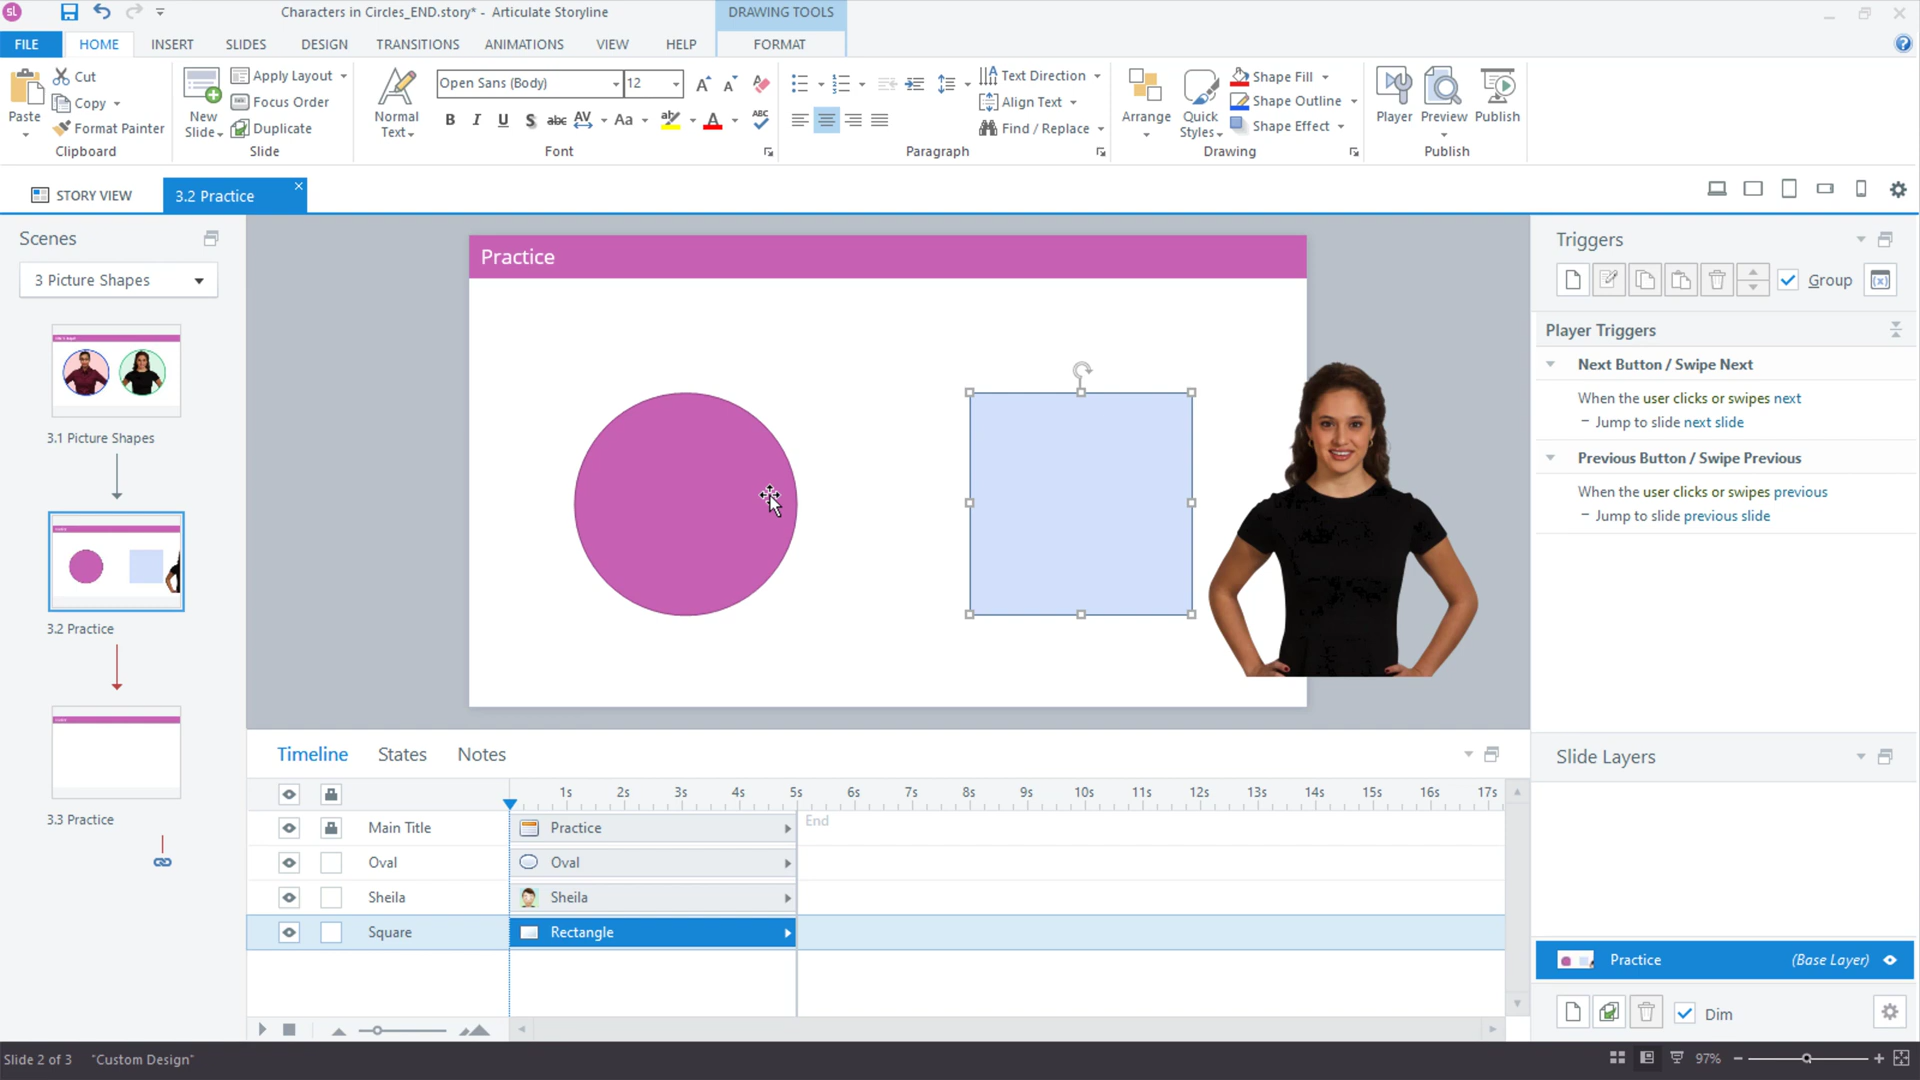 sl
Characters in Circles_END.story* - Articulate Storyline
DRAWING TOOLS
FILE
HOME
INSERT
SLIDES
DESIGN
TRANSITIONS
ANIMATIONS
VIEW
HELP
FORMAT
Paste
Cut
Copy
Format Painter
Clipboard
New
Slide
Apply Layout
Focus Order
Duplicate
Slide
Normal
Text
Open Sans (Body)
12
B I U S abc AV Aa A
ABC
Font
Text Direction
Align Text
Find / Replace
Paragraph
Arrange
Quick
Styles
Shape Fill
Shape Outline
Shape Effect
Drawing
Player
Preview
Publish
Publish
STORY VIEW
3.2 Practice
Scenes
3 Picture Shapes
3.1 Picture Shapes
3.2 Practice
3.3 Practice
Practice
Triggers
Group
Player Triggers
Next Button / Swipe Next
When the user clicks or swipes next
– Jump to slide next slide
Previous Button / Swipe Previous
When the user clicks or swipes previous
– Jump to slide previous slide
Timeline
States
Notes
1s 2s 3s 4s 5s 6s 7s 8s 9s 10s 11s 12s 13s 14s 15s 16s 17s
Main Title
Practice
End
Oval
Oval
Sheila
Sheila
Square
Rectangle
Slide Layers
Practice
(Base Layer)
Dim
Slide 2 of 3
"Custom Design"
97%